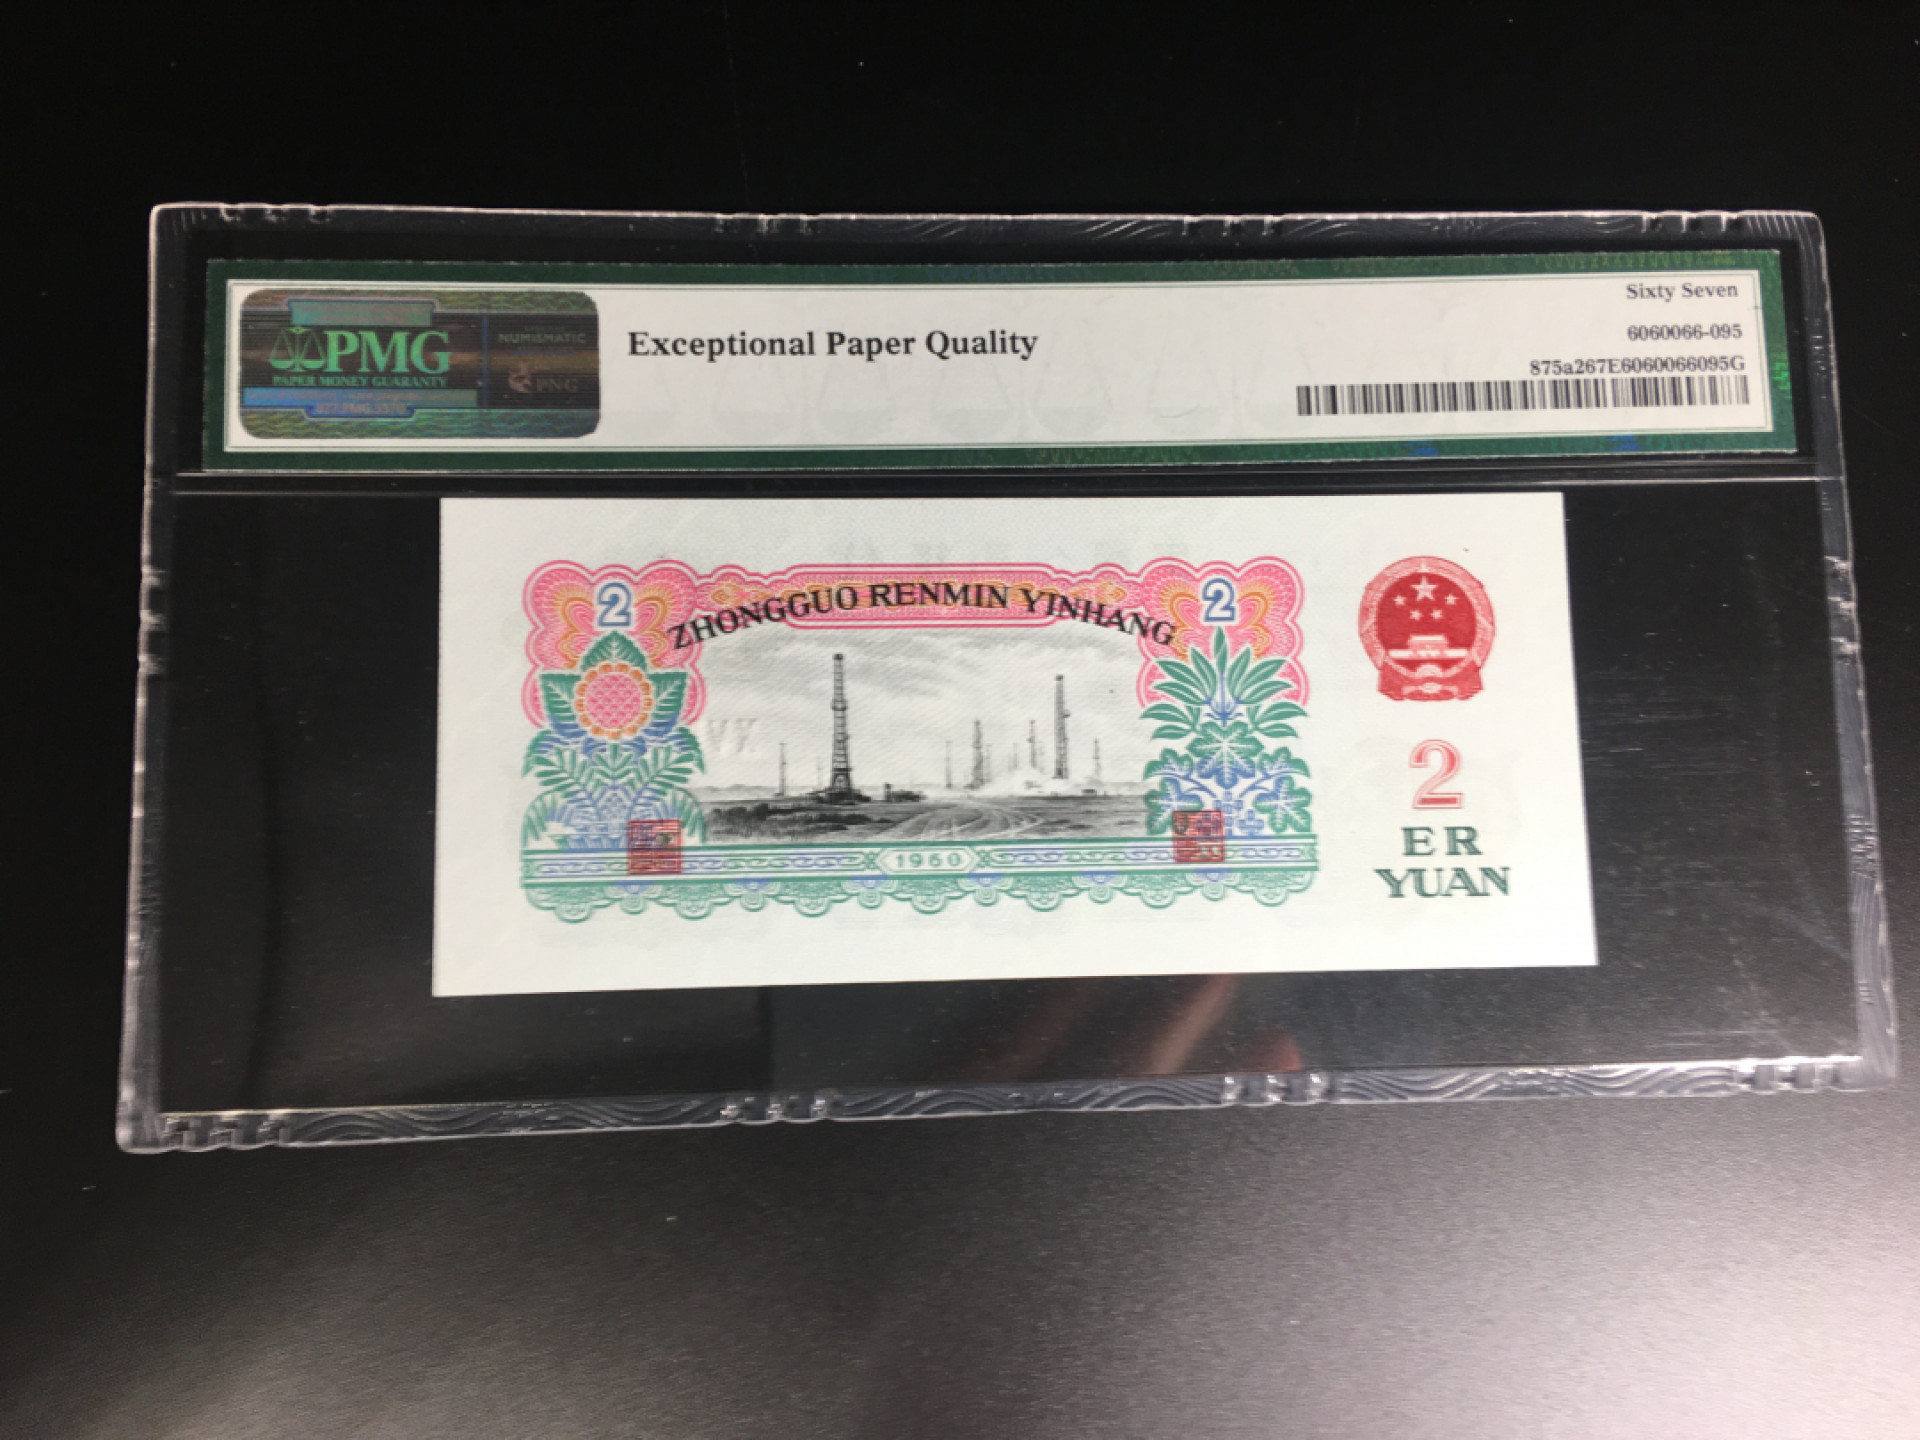 PMG
PAPER MONEY GUARANTY
NUMISMATIC
PNG
Exceptional Paper Quality
Sixty Seven
6060066-095
875a267E6060066095G
2
2
ZHONGGUO RENMIN YINHANG
1960
2
ER
YUAN